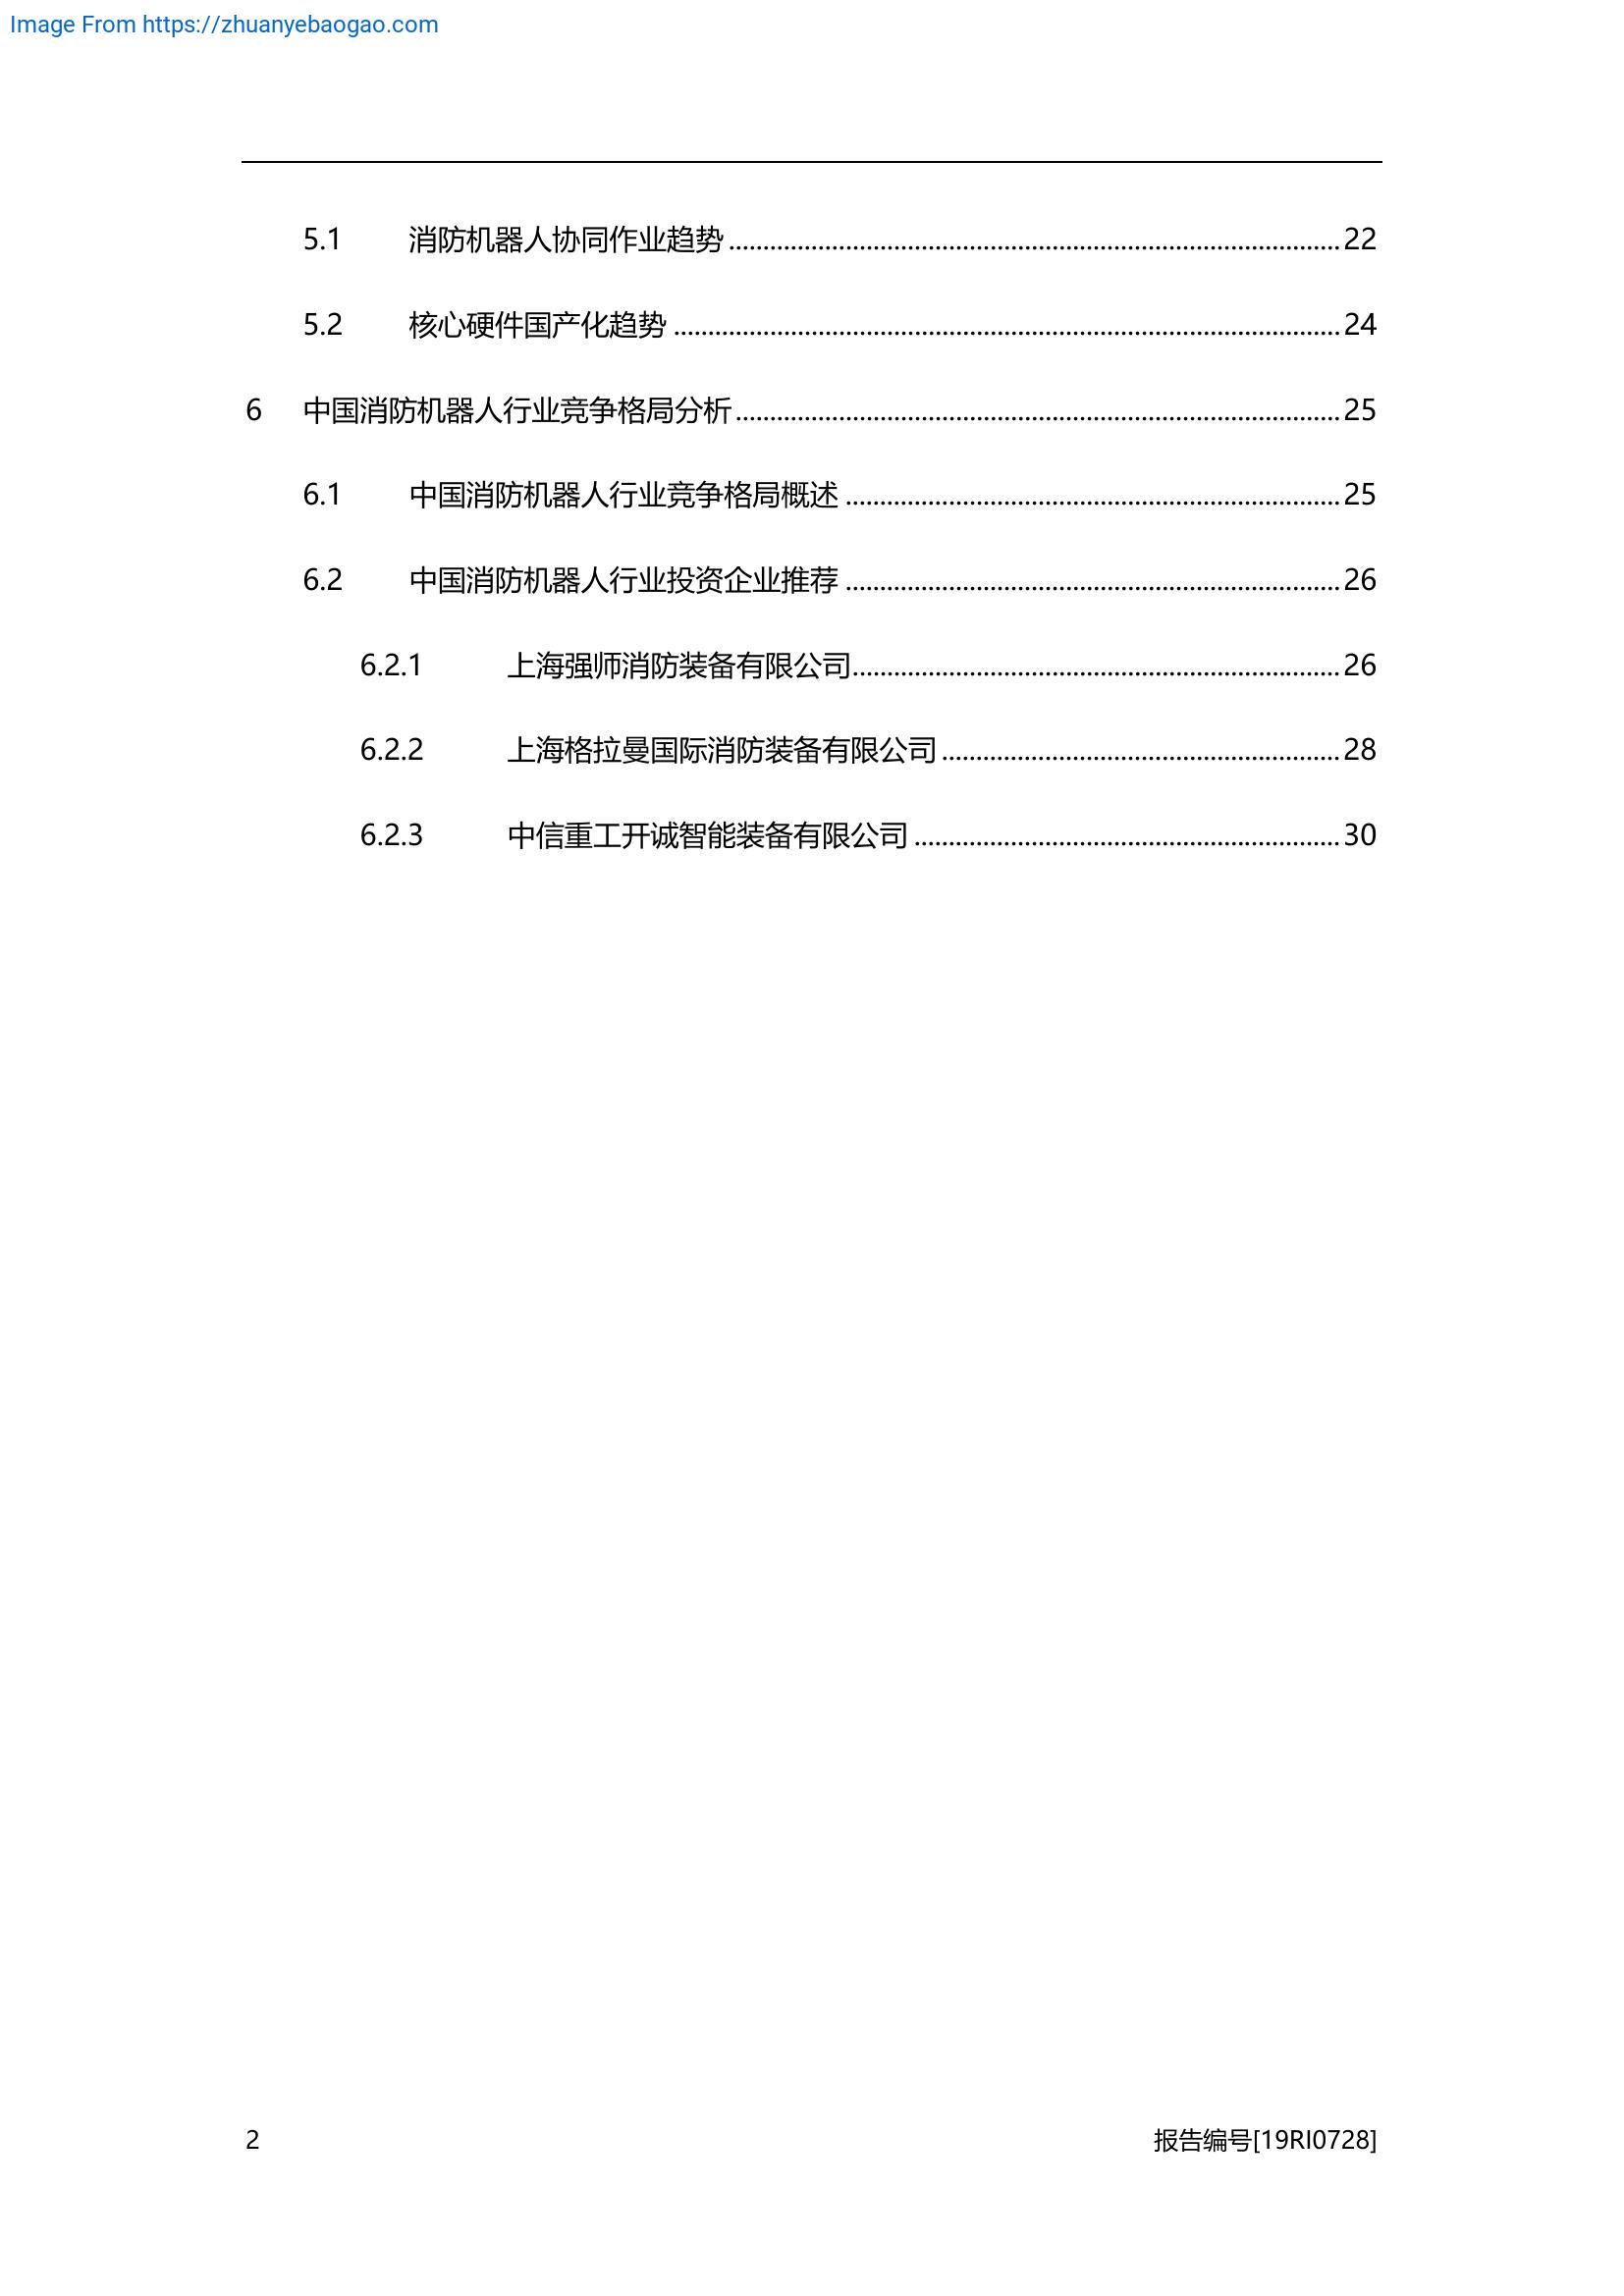 Image From https://zhuanyebaogao.com
5.1 消防机器人协同作业趋势 ........................................ 22
5.2 核心硬件国产化趋势 ........................................ 24
6 中国消防机器人行业竞争格局分析 ........................................ 25
6.1 中国消防机器人行业竞争格局概述 ........................................ 25
6.2 中国消防机器人行业投资企业推荐 ........................................ 26
6.2.1 上海强师消防装备有限公司 ........................................ 26
6.2.2 上海格拉曼国际消防装备有限公司 ........................................ 28
6.2.3 中信重工开诚智能装备有限公司 ........................................ 30
2 报告编号[19RI0728]